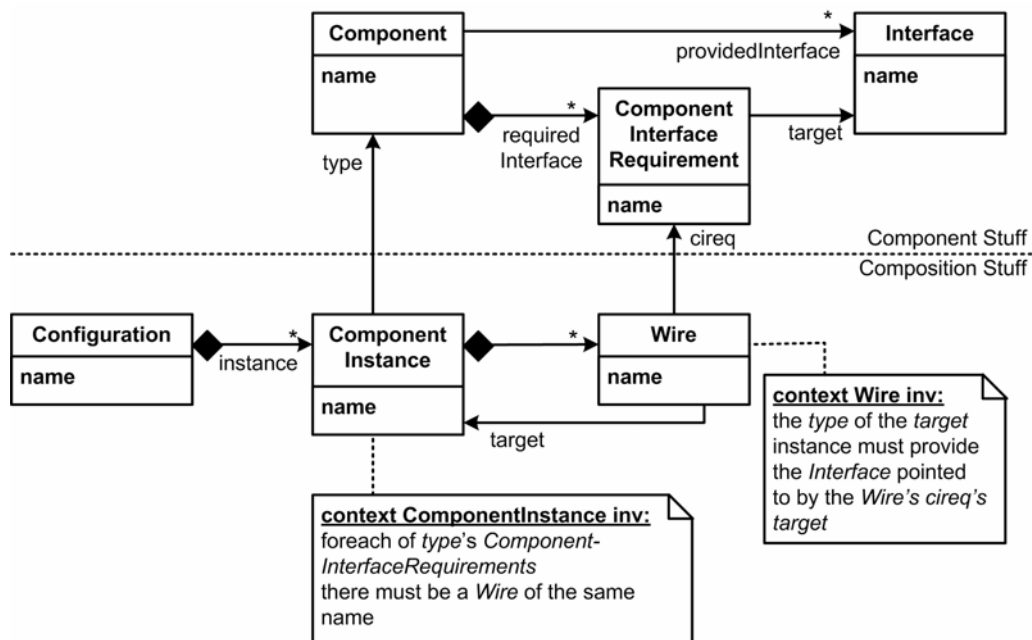 Component
name
*
providedInterface
Interface
name
*
required
Interface
Component
Interface
Requirement
name
target
type
cireq
Component Stuff
Composition Stuff
Configuration
name
*
instance
Component
Instance
name
*
Wire
name
target
context Wire inv:
the type of the target
instance must provide
the Interface pointed
to by the Wire's cireq's
target
context ComponentInstance inv:
foreach of type's Component-
InterfaceRequirements
there must be a Wire of the same
name